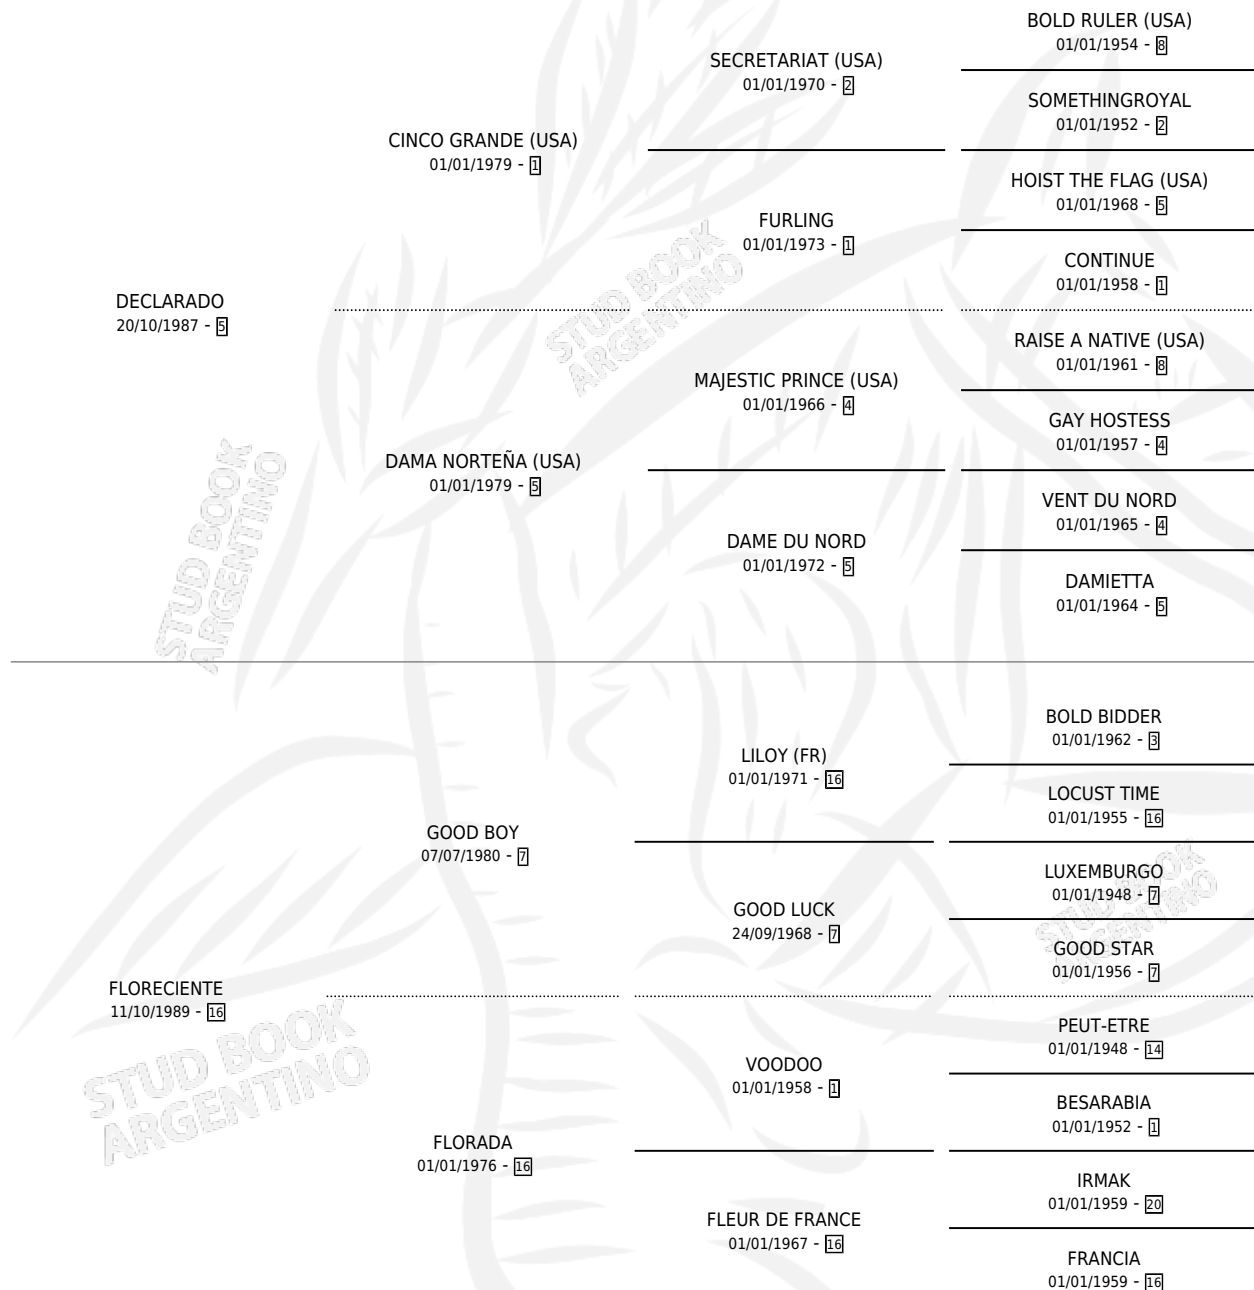 DECLARADO
20/10/1987 - 5
CINCO GRANDE (USA)
01/01/1979 - 1
SECRETARIAT (USA)
01/01/1970 - 2
BOLD RULER (USA)
01/01/1954 - 8
SOMETHINGROYAL
01/01/1952 - 2
FURLING
01/01/1973 - 1
HOIST THE FLAG (USA)
01/01/1968 - 5
CONTINUE
01/01/1958 - 1
DAMA NORTEÑA (USA)
01/01/1979 - 5
MAJESTIC PRINCE (USA)
01/01/1966 - 4
RAISE A NATIVE (USA)
01/01/1961 - 8
GAY HOSTESS
01/01/1957 - 4
DAME DU NORD
01/01/1972 - 5
VENT DU NORD
01/01/1965 - 4
DAMIETTA
01/01/1964 - 5
FLORECIENTE
11/10/1989 - 16
GOOD BOY
07/07/1980 - 7
LILOY (FR)
01/01/1971 - 16
BOLD BIDDER
01/01/1962 - 3
LOCUST TIME
01/01/1955 - 16
GOOD LUCK
24/09/1968 - 7
LUXEMBURGO
01/01/1948 - 7
GOOD STAR
01/01/1956 - 7
FLORADA
01/01/1976 - 16
VOODOO
01/01/1958 - 1
PEUT-ETRE
01/01/1948 - 14
BESARABIA
01/01/1952 - 1
FLEUR DE FRANCE
01/01/1967 - 16
IRMAK
01/01/1959 - 20
FRANCIA
01/01/1959 - 16
STUD BOOK
ARGENTINO
STUD BOOK
ARGENTINO
STUD BOOK
ARGENTINO
STUD BOOK
ARGENTINO